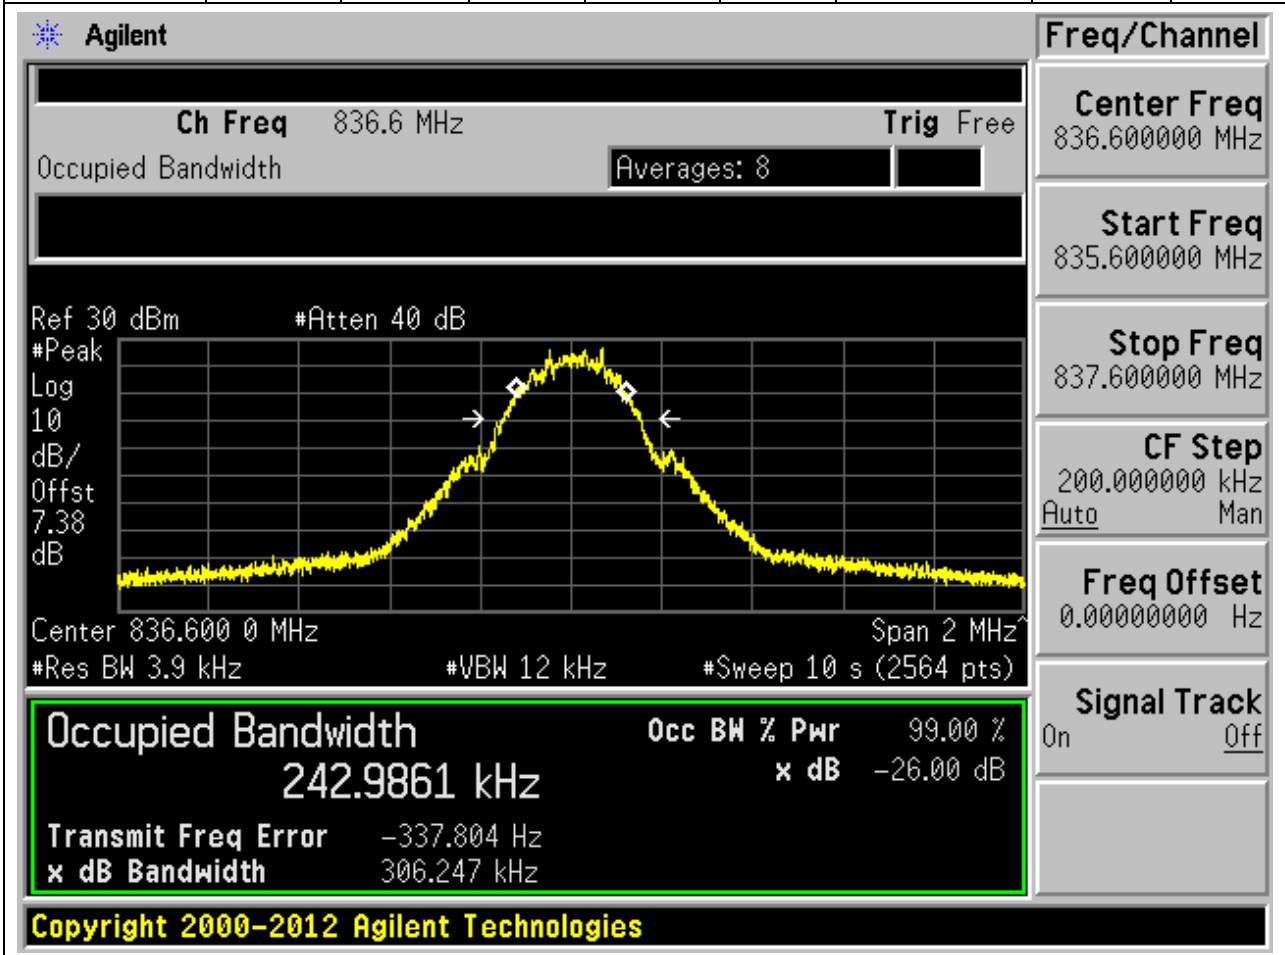 Agilent
Freq/Channel
Ch Freq 836.6 MHz Trig Free
Occupied Bandwidth Averages: 8
Center Freq
836.600000 MHz
Start Freq
835.600000 MHz
Stop Freq
837.600000 MHz
CF Step
200.000000 kHz
Auto Man
Freq Offset
0.00000000 Hz
Signal Track
On Off
Ref 30 dBm #Atten 40 dB
#Peak
Log
10
dB/
Offst
7.38
dB
Center 836.600 0 MHz Span 2 MHz^
#Res BW 3.9 kHz #VBW 12 kHz #Sweep 10 s (2564 pts)
Occupied Bandwidth Occ BW % Pwr 99.00 %
242.9861 kHz x dB -26.00 dB
Transmit Freq Error -337.804 Hz
x dB Bandwidth 306.247 kHz
Copyright 2000-2012 Agilent Technologies